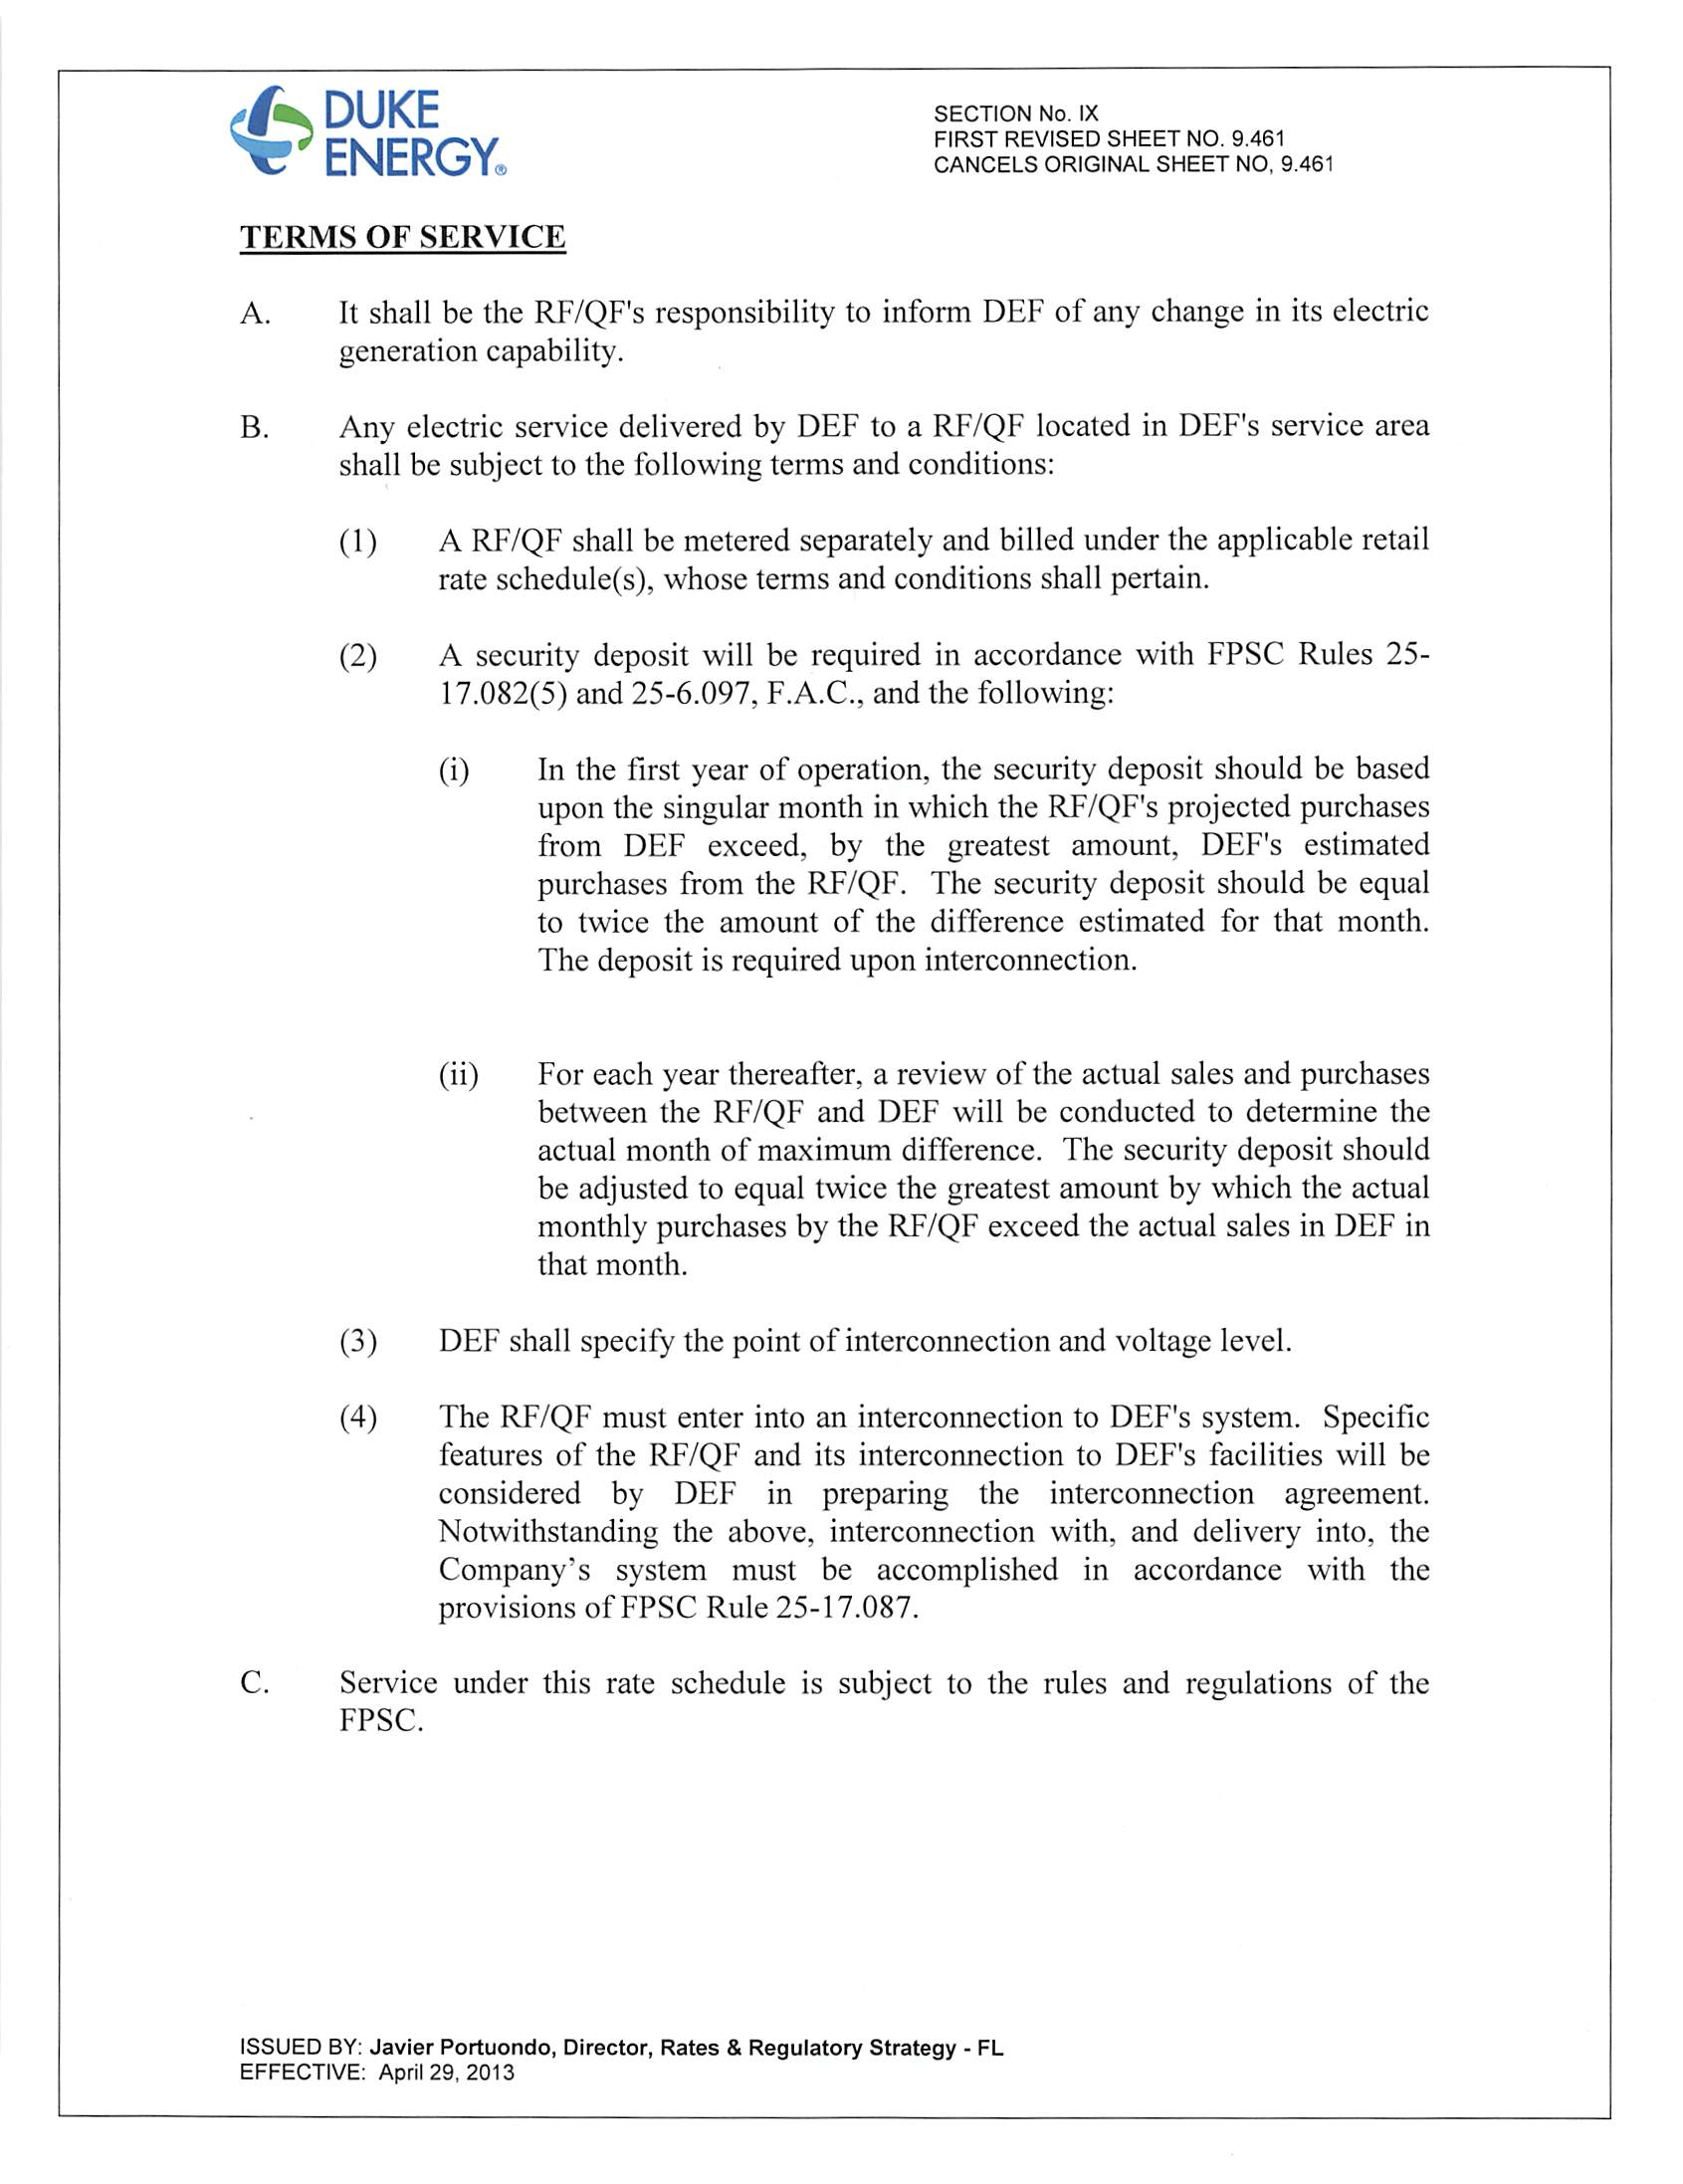 DUKE
ENERGY®
SECTION No. IX
FIRST REVISED SHEET NO. 9.461
CANCELS ORIGINAL SHEET NO, 9.461
TERMS OF SERVICE
A. It shall be the RF/QF's responsibility to inform DEF of any change in its electric
generation capability.
B. Any electric service delivered by DEF to a RF/QF located in DEF's service area
shall be subject to the following terms and conditions:
(1) A RF/QF shall be metered separately and billed under the applicable retail
rate schedule(s), whose terms and conditions shall pertain.
(2) A security deposit will be required in accordance with FPSC Rules 25-
17.082(5) and 25-6.097, F.A.C., and the following:
(i) In the first year of operation, the security deposit should be based
upon the singular month in which the RF/QF's projected purchases
from DEF exceed, by the greatest amount, DEF's estimated
purchases from the RF/QF. The security deposit should be equal
to twice the amount of the difference estimated for that month.
The deposit is required upon interconnection.
(ii) For each year thereafter, a review of the actual sales and purchases
between the RF/QF and DEF will be conducted to determine the
actual month of maximum difference. The security deposit should
be adjusted to equal twice the greatest amount by which the actual
monthly purchases by the RF/QF exceed the actual sales in DEF in
that month.
(3) DEF shall specify the point of interconnection and voltage level.
(4) The RF/QF must enter into an interconnection to DEF's system. Specific
features of the RF/QF and its interconnection to DEF's facilities will be
considered by DEF in preparing the interconnection agreement.
Notwithstanding the above, interconnection with, and delivery into, the
Company’s system must be accomplished in accordance with the
provisions of FPSC Rule 25-17.087.
C. Service under this rate schedule is subject to the rules and regulations of the
FPSC.
ISSUED BY: Javier Portuondo, Director, Rates & Regulatory Strategy - FL
EFFECTIVE: April 29, 2013